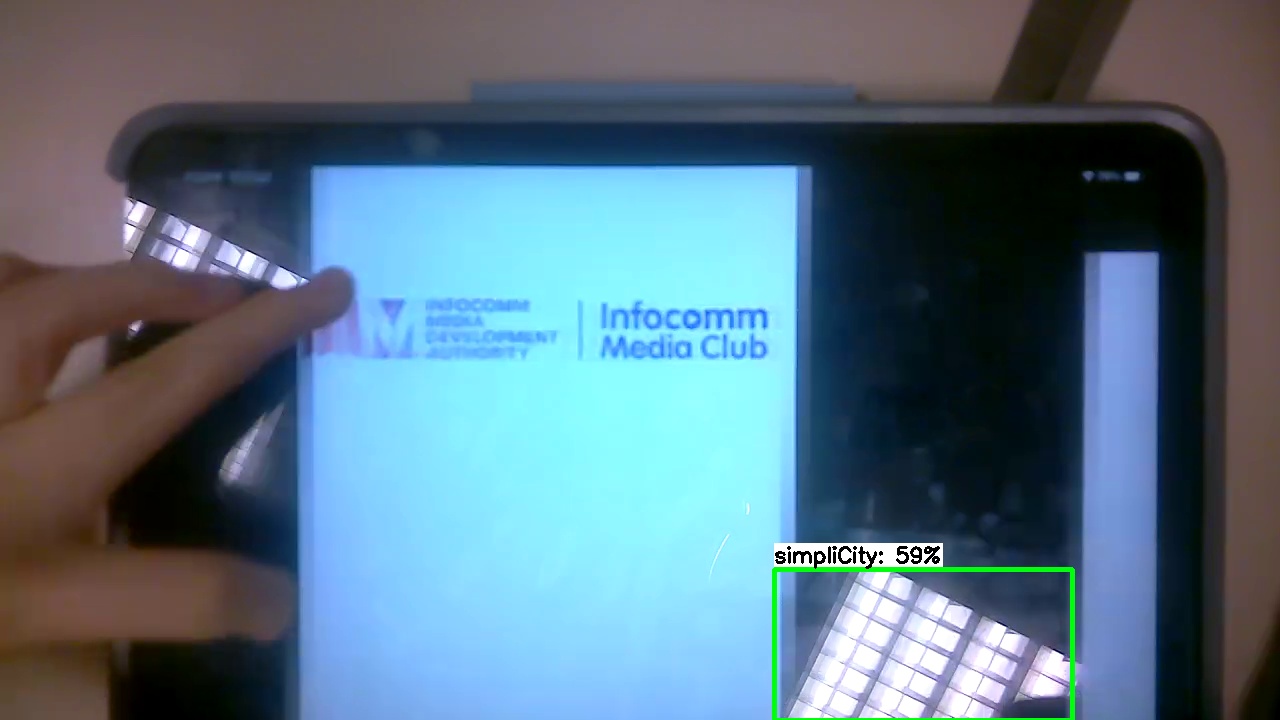 INFOCOMM
MEDIA
DEVELOPMENT
AUTHORITY
Infocomm
Media Club
simpliCity: 59%